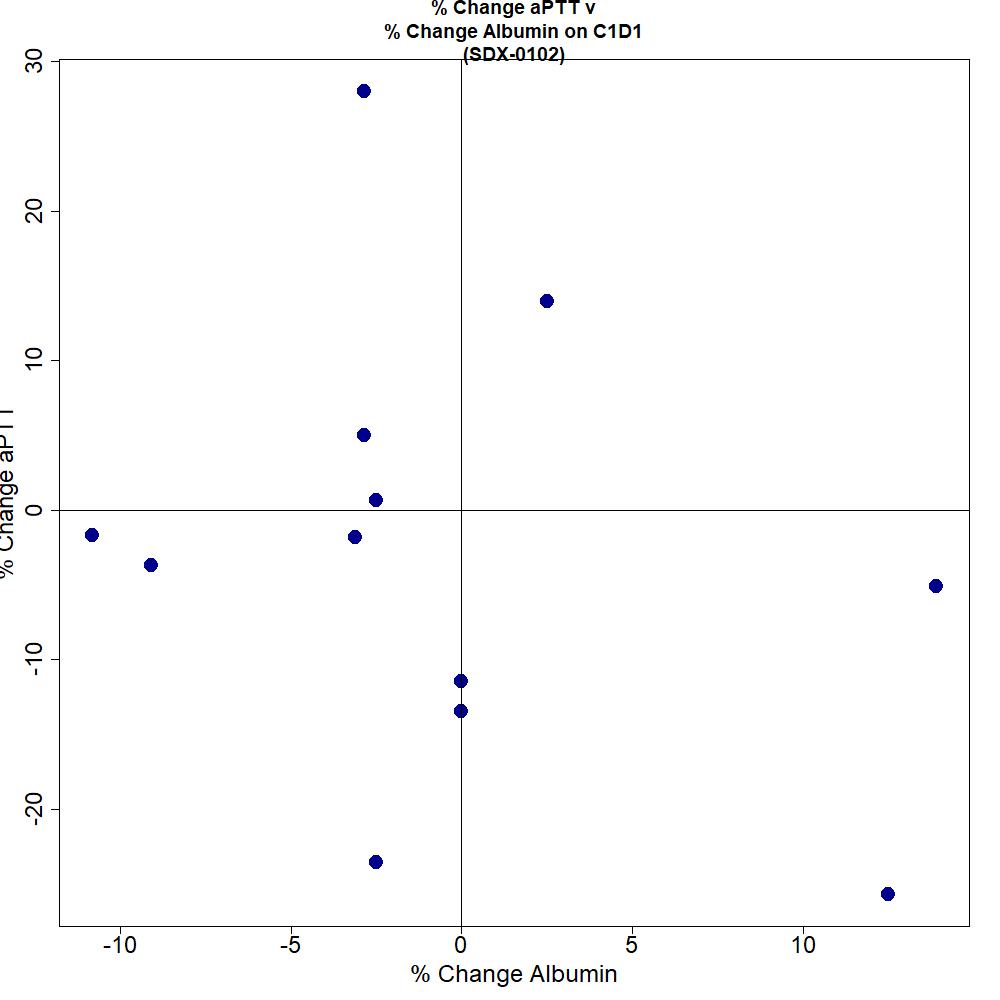 % Change aPTT v
% Change Albumin on C1D1
(SDX-0102)
30
20
10
0
-10
-20
% Change aPTT
-10
-5
0
5
10
% Change Albumin